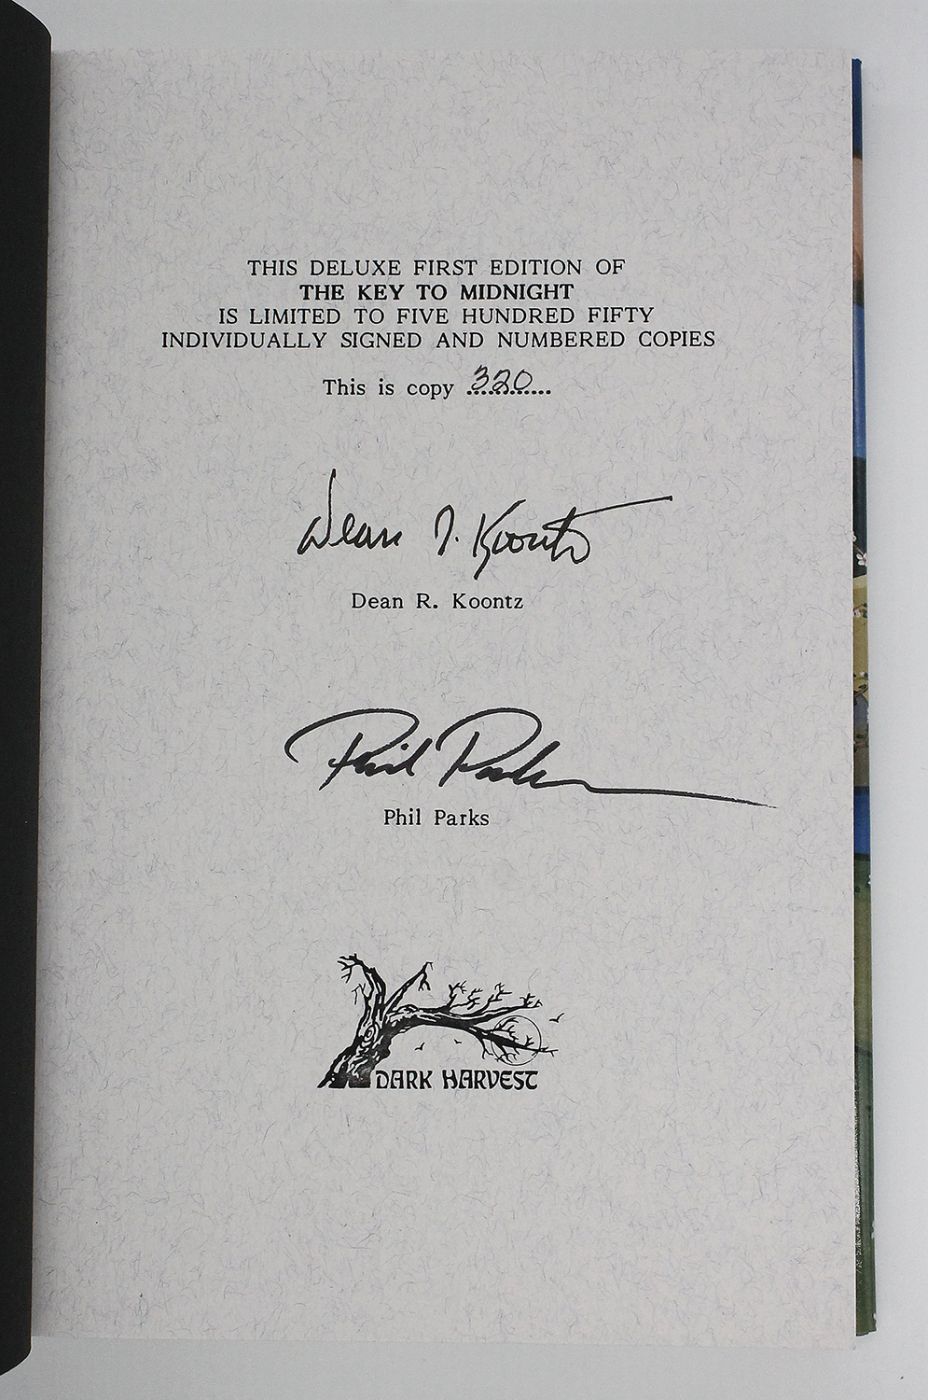 THIS DELUXE FIRST EDITION OF
THE KEY TO MIDNIGHT
IS LIMITED TO FIVE HUNDRED FIFTY
INDIVIDUALLY SIGNED AND NUMBERED COPIES
This is copy 320
Dean R. Koontz
Dean R. Koontz
Phil Parks
Phil Parks
DARK HARVEST